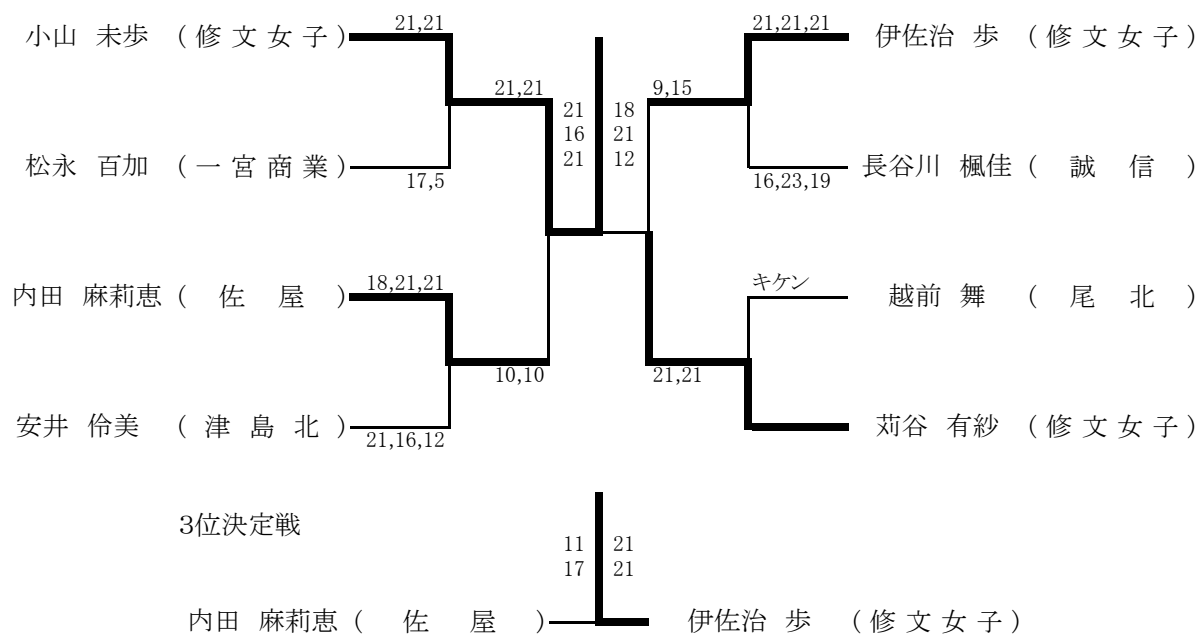 小山 未歩 (修文女子) 21,21 21,21,21 伊佐治 歩 (修文女子)
21,21 9,15
21 18
16 21
21 12
松永 百加 (一宮商業) 17,5 16,23,19 長谷川 楓佳 (誠信)
内田 麻莉恵 (佐屋) 18,21,21 キケン 越前 舞 (尾北)
10,10 21,21
安井 伶美 (津島北) 21,16,12 苅谷 有紗 (修文女子)
3位決定戦
11 21
17 21
内田 麻莉恵 (佐屋) 伊佐治 歩 (修文女子)